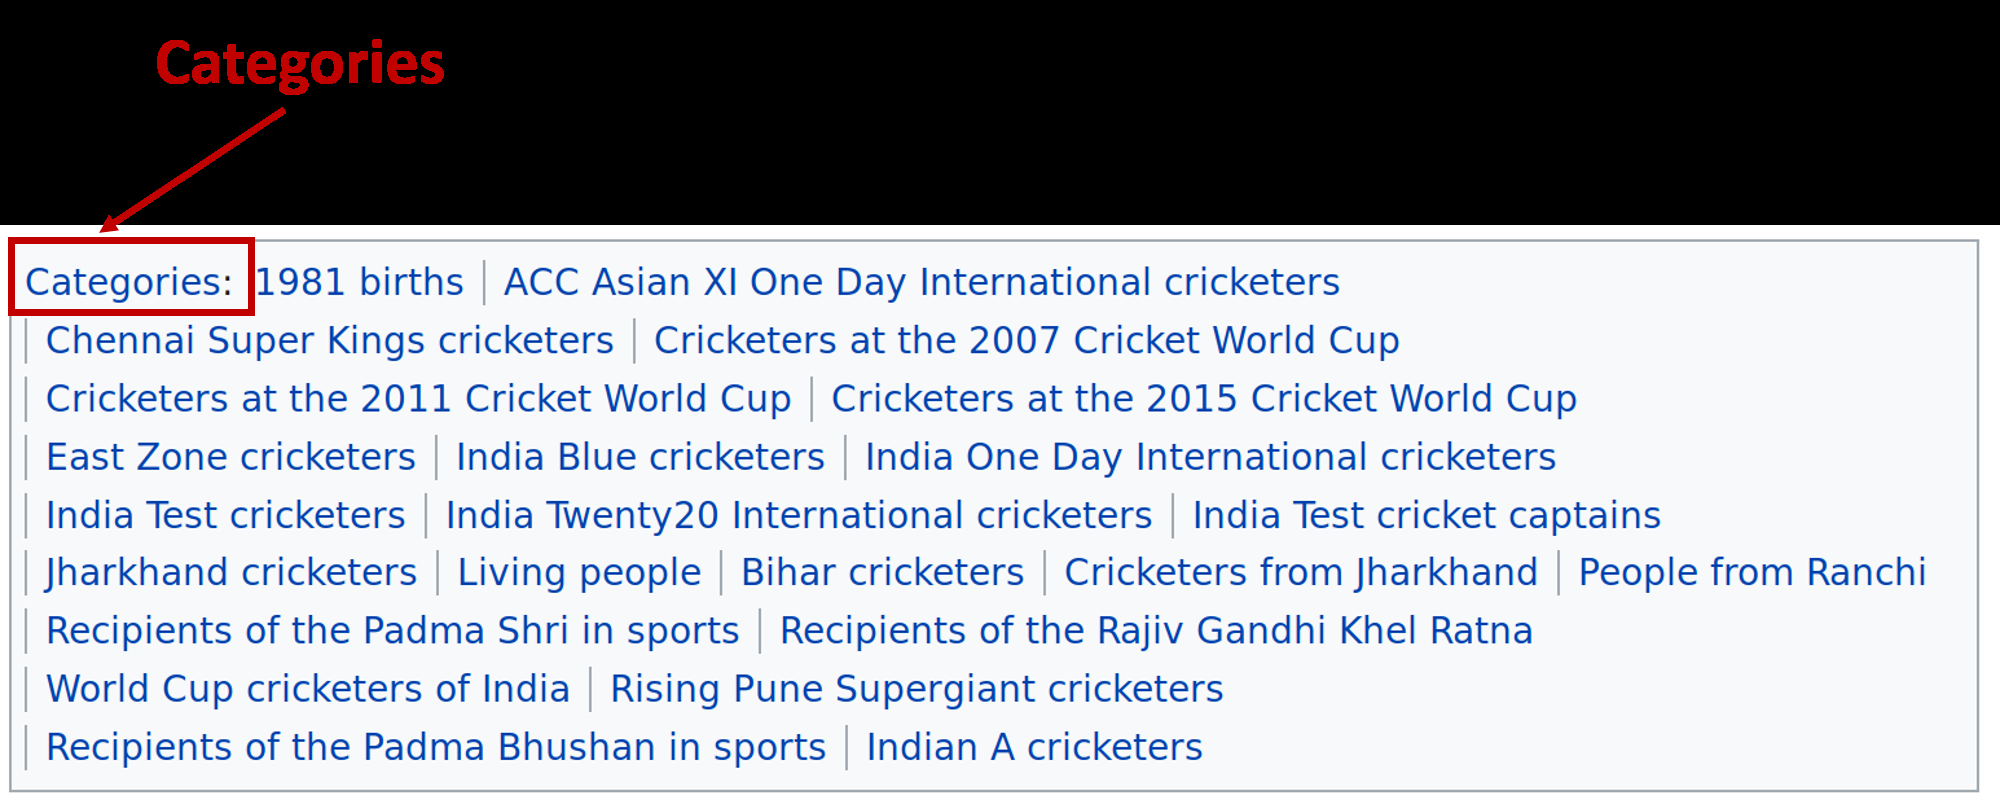 Categories
Categories: 1981 births | ACC Asian XI One Day International cricketers
| Chennai Super Kings cricketers | Cricketers at the 2007 Cricket World Cup
| Cricketers at the 2011 Cricket World Cup | Cricketers at the 2015 Cricket World Cup
| East Zone cricketers | India Blue cricketers | India One Day International cricketers
| India Test cricketers | India Twenty20 International cricketers | India Test cricket captains
| Jharkhand cricketers | Living people | Bihar cricketers | Cricketers from Jharkhand | People from Ranchi
| Recipients of the Padma Shri in sports | Recipients of the Rajiv Gandhi Khel Ratna
| World Cup cricketers of India | Rising Pune Supergiant cricketers
| Recipients of the Padma Bhushan in sports | Indian A cricketers